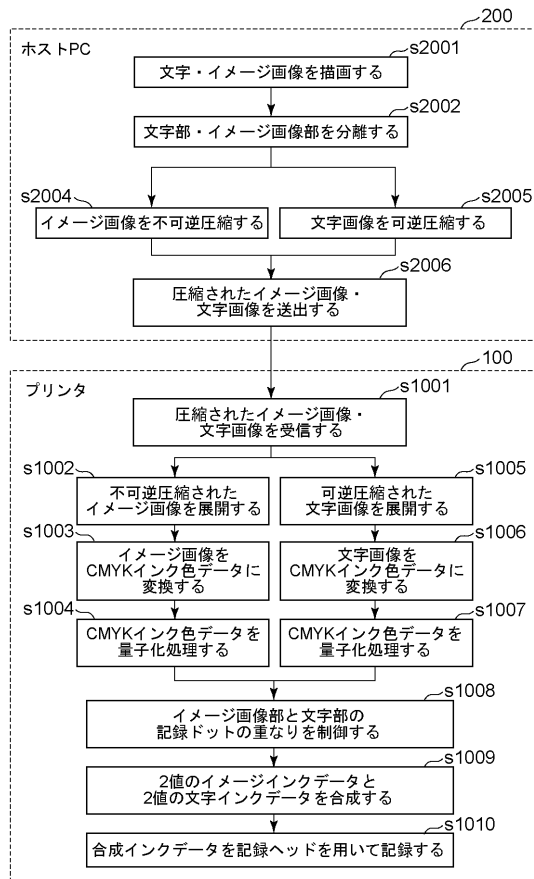 200
ホストPC
s2001
文字・イメージ画像を描画する
s2002
文字部・イメージ画像部を分離する
s2004
イメージ画像を不可逆圧縮する
s2005
文字画像を可逆圧縮する
s2006
圧縮されたイメージ画像・
文字画像を送出する
100
プリンタ
s1001
圧縮されたイメージ画像・
文字画像を受信する
s1002
不可逆圧縮された
イメージ画像を展開する
s1005
可逆圧縮された
文字画像を展開する
s1003
イメージ画像を
CMYKインク色データに
変換する
s1006
文字画像を
CMYKインク色データに
変換する
s1004
CMYKインク色データを
量子化処理する
s1007
CMYKインク色データを
量子化処理する
s1008
イメージ画像部と文字部の
記録ドットの重なりを制御する
s1009
2値のイメージインクデータと
2値の文字インクデータを合成する
s1010
合成インクデータを記録ヘッドを用いて記録する